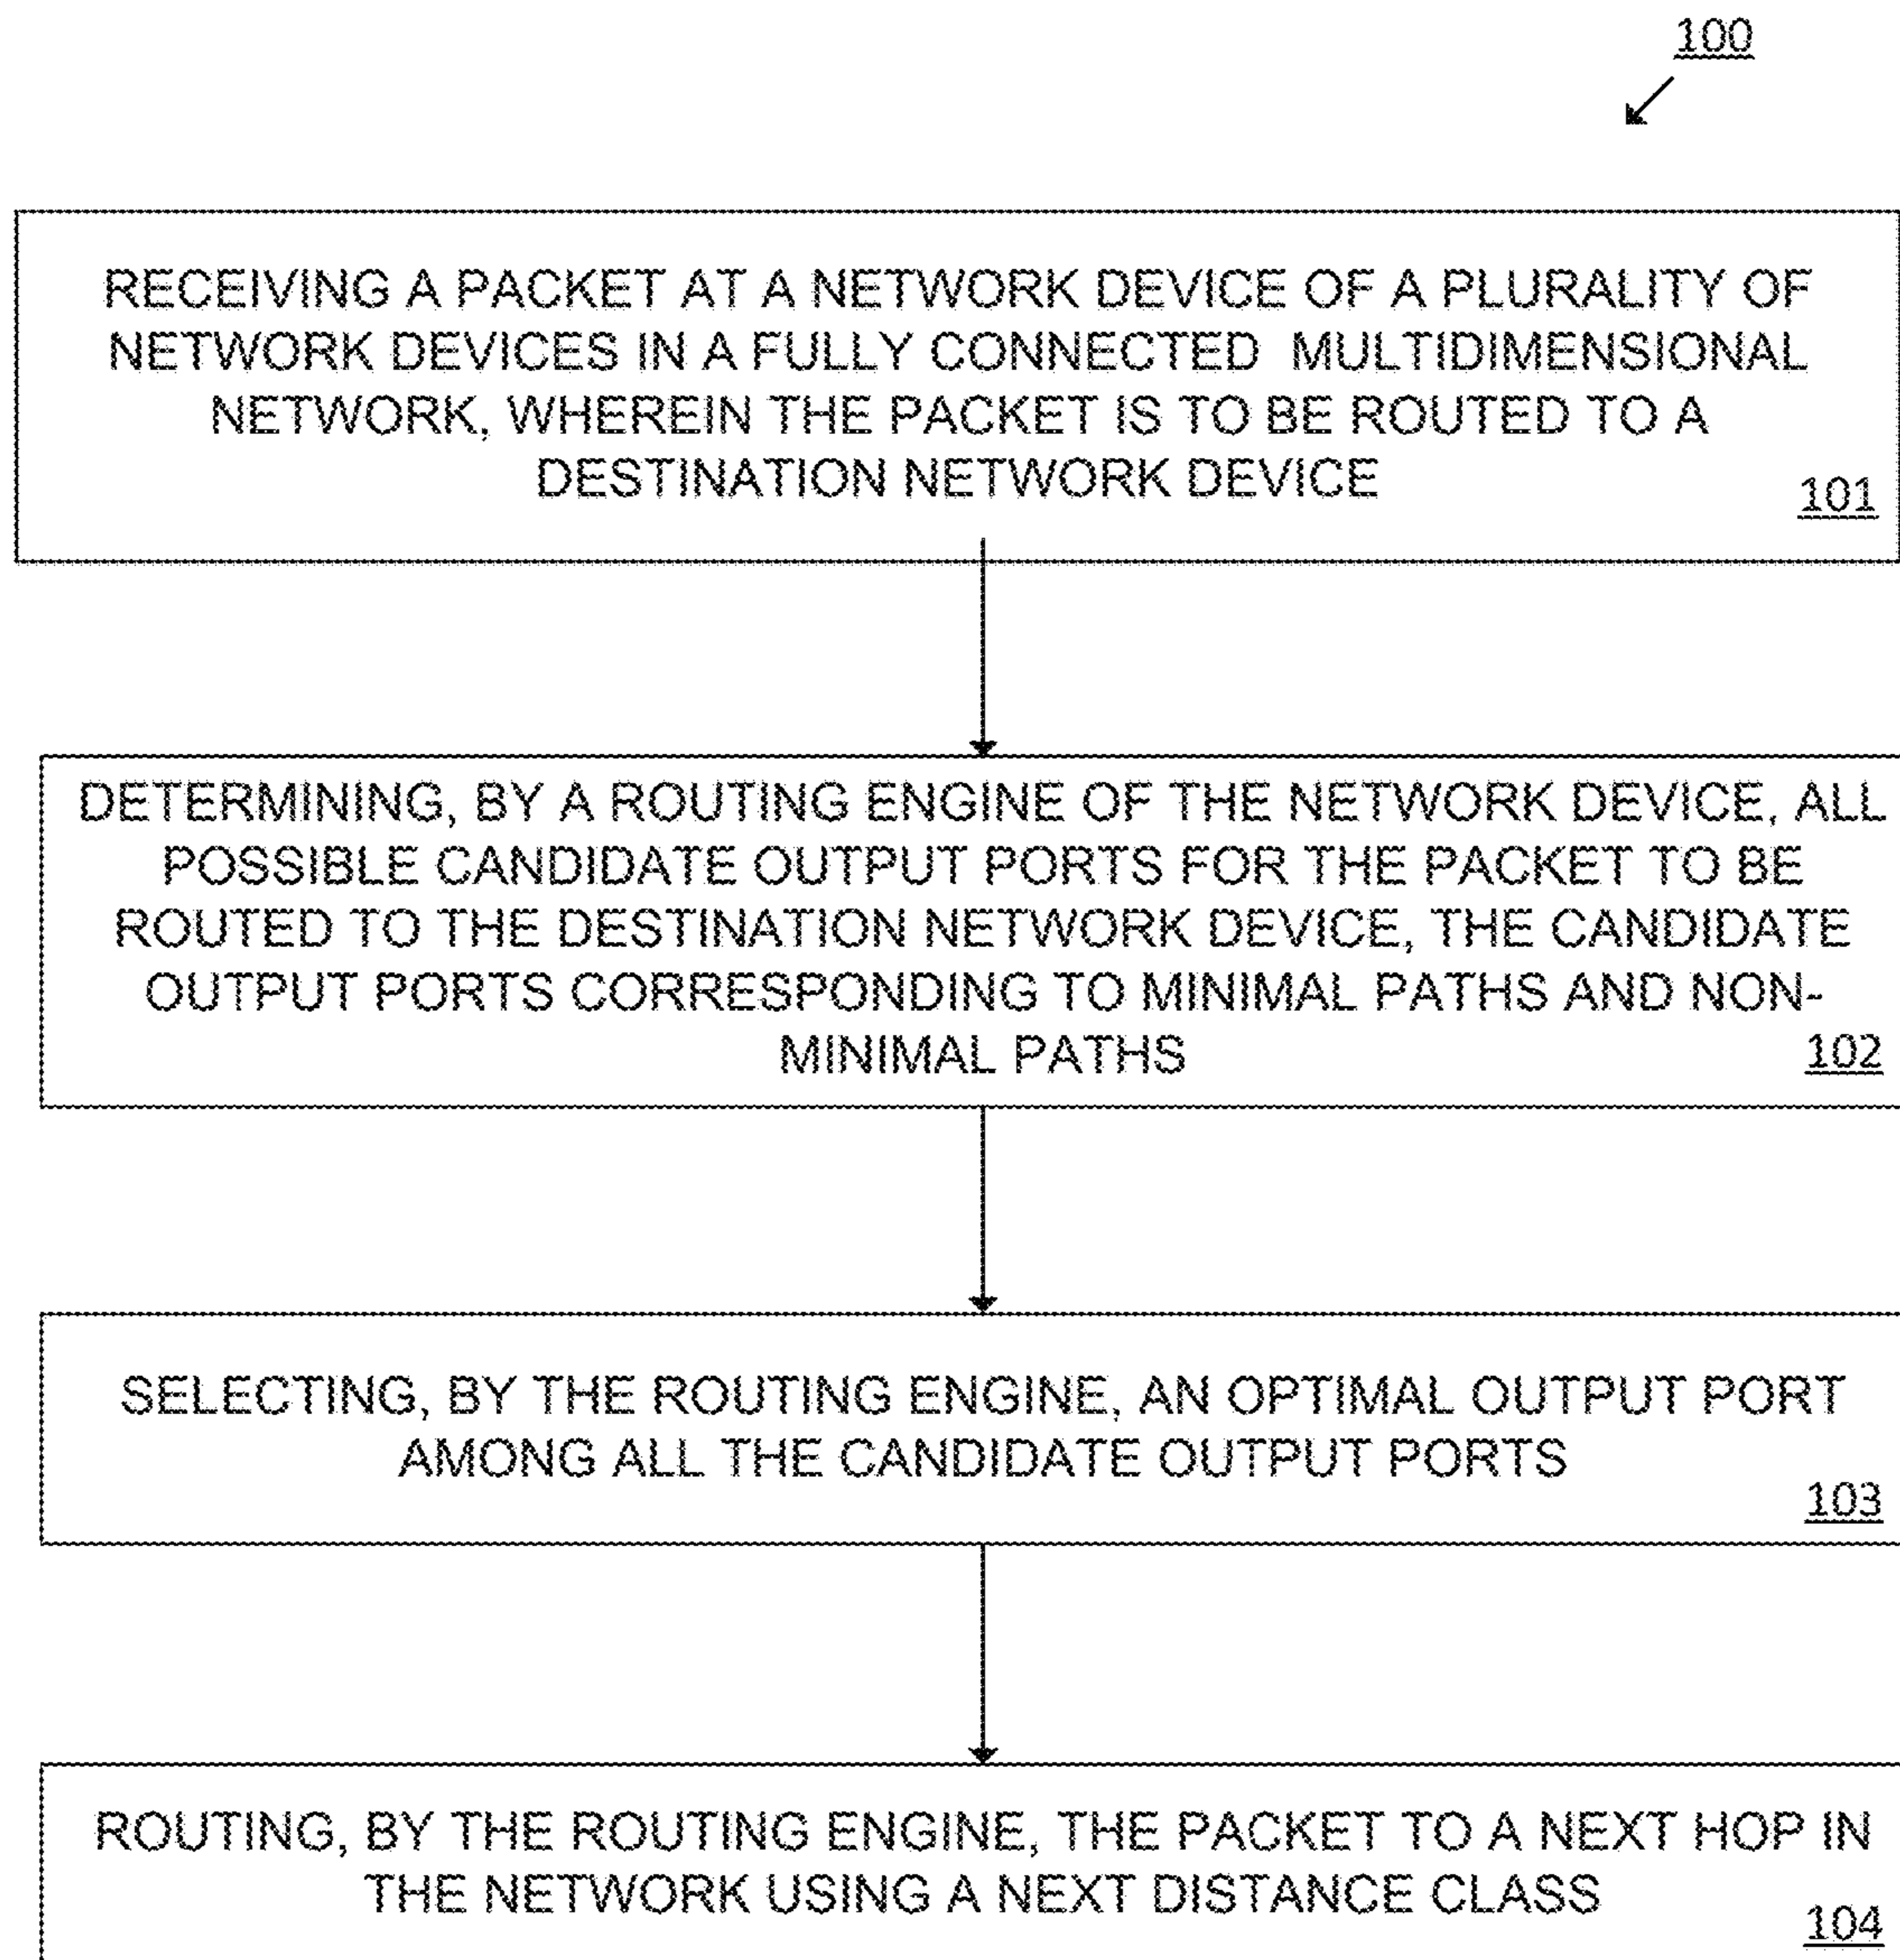 100
RECEIVING A PACKET AT A NETWORK DEVICE OF A PLURALITY OF
NETWORK DEVICES IN A FULLY CONNECTED MULTIDIMENSIONAL
NETWORK, WHEREIN THE PACKET IS TO BE ROUTED TO A
DESTINATION NETWORK DEVICE
101
DETERMINING, BY A ROUTING ENGINE OF THE NETWORK DEVICE, ALL
POSSIBLE CANDIDATE OUTPUT PORTS FOR THE PACKET TO BE
ROUTED TO THE DESTINATION NETWORK DEVICE, THE CANDIDATE
OUTPUT PORTS CORRESPONDING TO MINIMAL PATHS AND NON-
MINIMAL PATHS
102
SELECTING, BY THE ROUTING ENGINE, AN OPTIMAL OUTPUT PORT
AMONG ALL THE CANDIDATE OUTPUT PORTS
103
ROUTING, BY THE ROUTING ENGINE, THE PACKET TO A NEXT HOP IN
THE NETWORK USING A NEXT DISTANCE CLASS
104